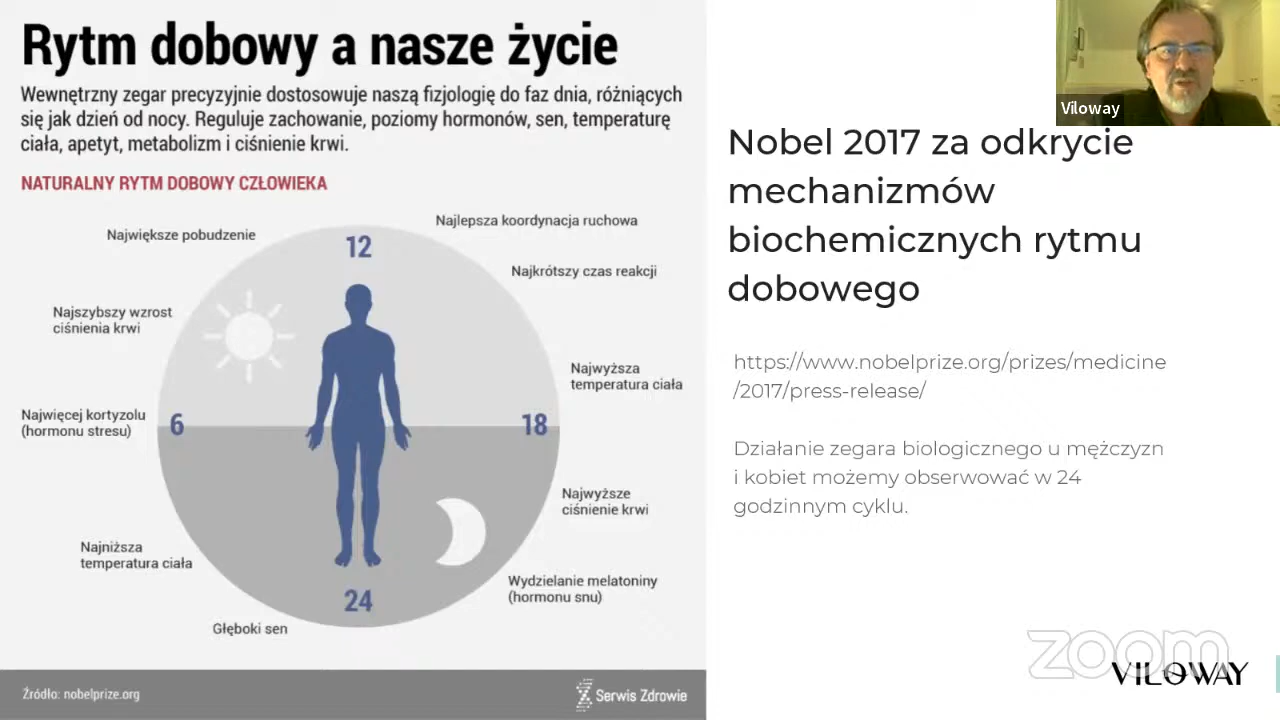 Rytm dobowy a nasze życie
Wewnętrzny zegar precyzyjnie dostosowuje naszą fizjologię do faz dnia, różniących
się jak dzień od nocy. Reguluje zachowanie, poziomy hormonów, sen, temperaturę
ciała, apetyt, metabolizm i ciśnienie krwi.
NATURALNY RYTM DOBOWY CZŁOWIEKA
Najlepsza koordynacja ruchowa
Największe pobudzenie
12
Najkrótszy czas reakcji
Najszybszy wzrost
ciśnienia krwi
Najwyższa
temperatura ciała
Najwięcej kortyzolu
(hormonu stresu)
6
18
Najwyższe
ciśnienie krwi
Najniższa
temperatura ciała
Wydzielanie melatoniny
(hormonu snu)
24
Głęboki sen
Źródło: nobelprize.org
Serwis Zdrowie
Viloway
Nobel 2017 za odkrycie
mechanizmów
biochemicznych rytmu
dobowego
https://www.nobelprize.org/prizes/medicine
/2017/press-release/
Działanie zegara biologicznego u mężczyzn
i kobiet możemy obserwować w 24
godzinnym cyklu.
zoom
VILOWAY